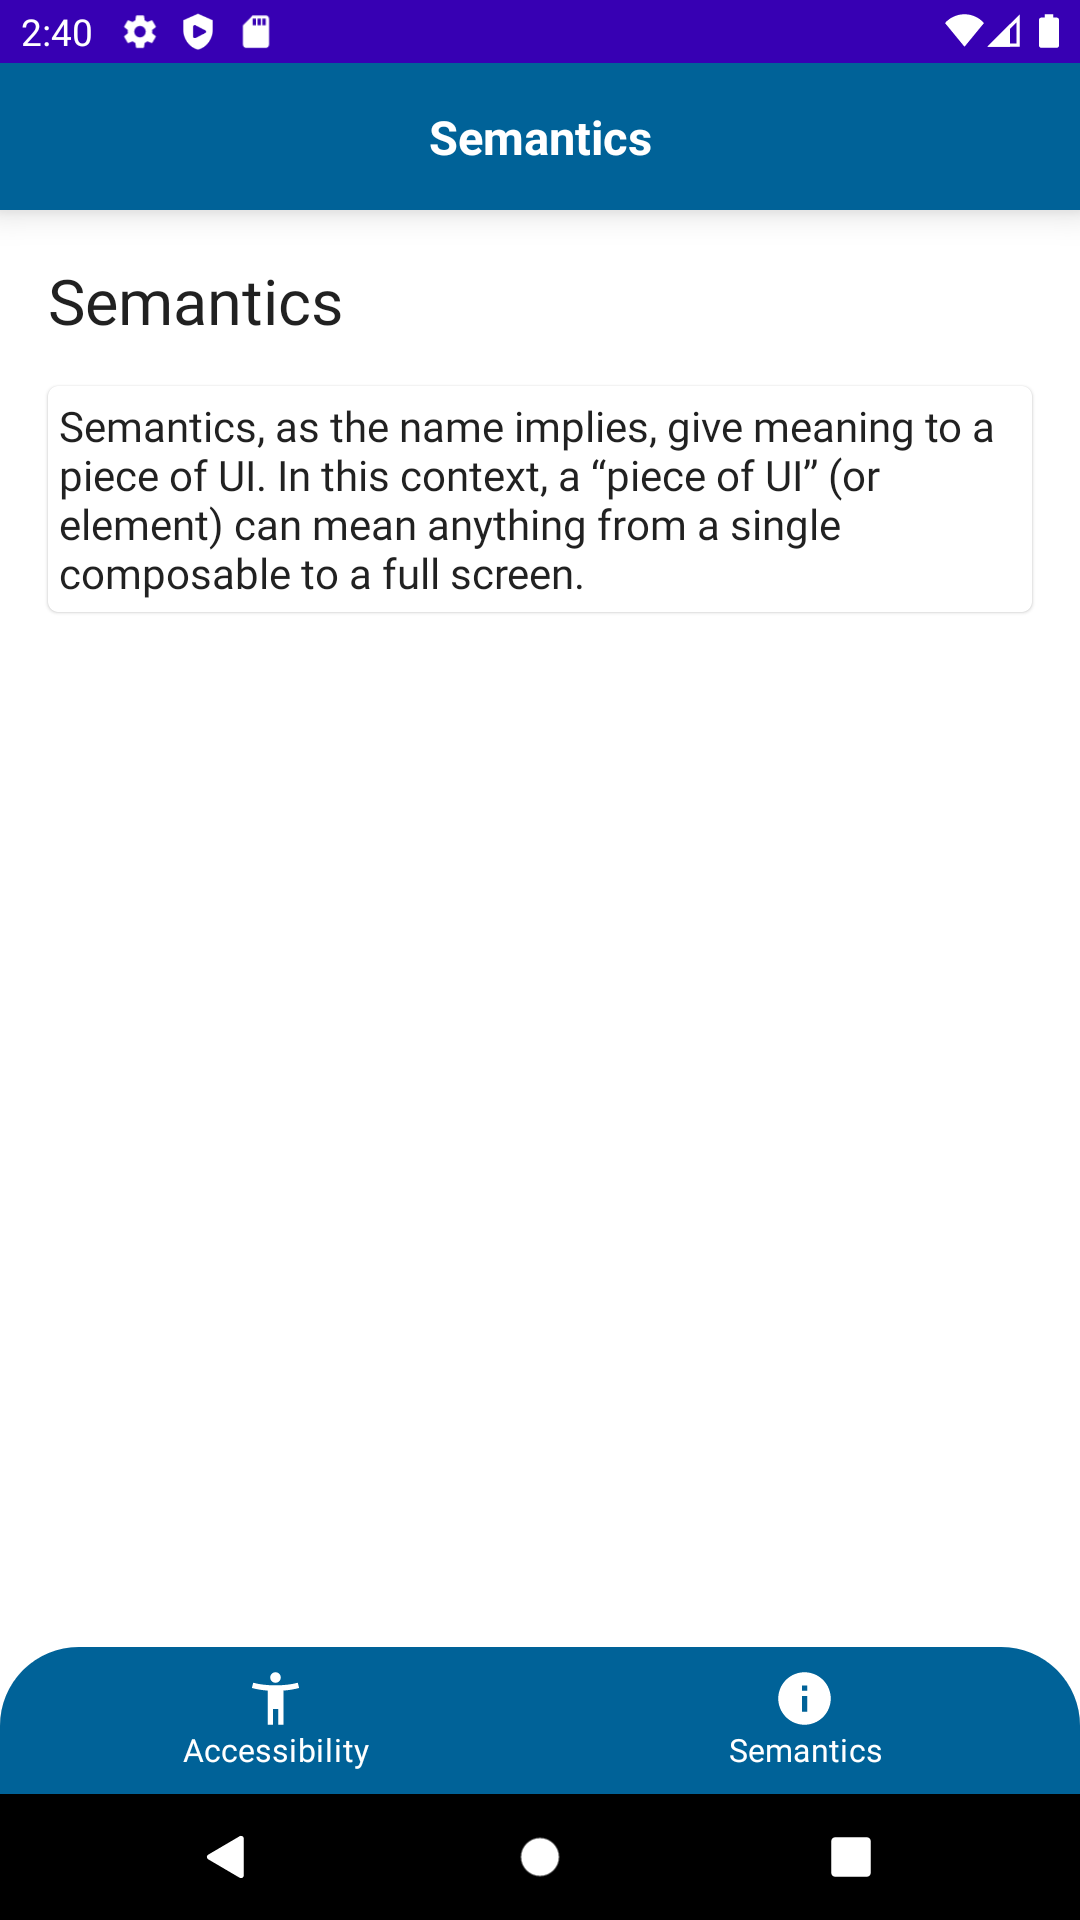 2:40
Semantics
Semantics
Semantics, as the name implies, give meaning to a
piece of UI. In this context, a “piece of UI” (or
element) can mean anything from a single
composable to a full screen.
Accessibility
Semantics